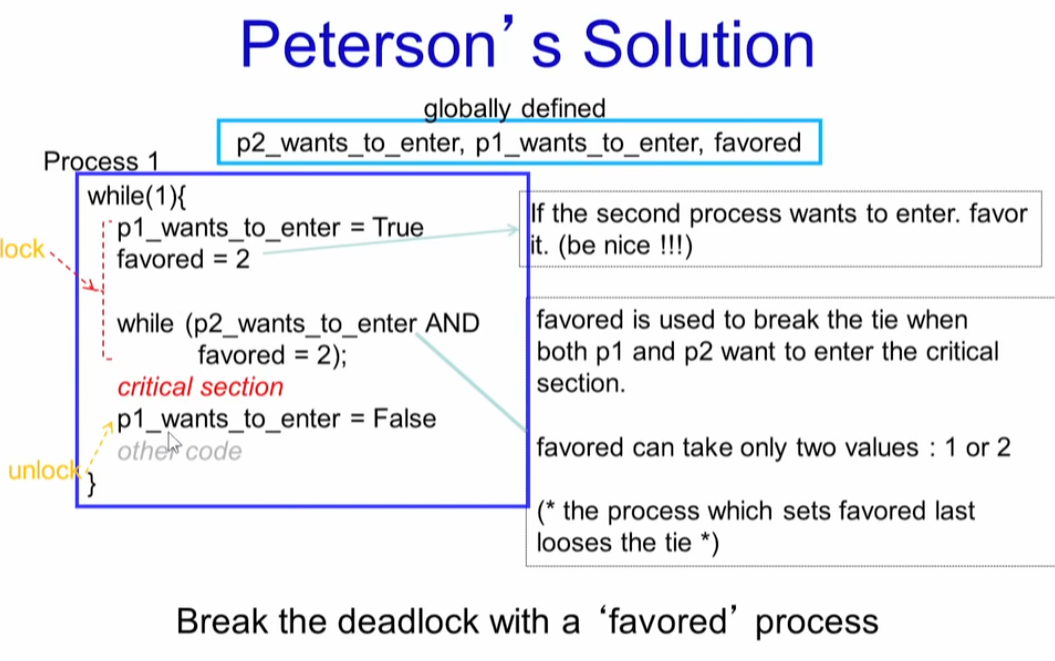 Peterson's Solution
globally defined
p2_wants_to_enter, p1_wants_to_enter, favored
Process 1
while(1){
p1_wants_to_enter = True
favored = 2
lock
while (p2_wants_to_enter AND
favored = 2);
critical section
p1_wants_to_enter = False
other code
unlock
}
If the second process wants to enter. favor
it. (be nice !!!)
favored is used to break the tie when
both p1 and p2 want to enter the critical
section.
favored can take only two values : 1 or 2
(* the process which sets favored last
looses the tie *)
Break the deadlock with a ‘favored’ process